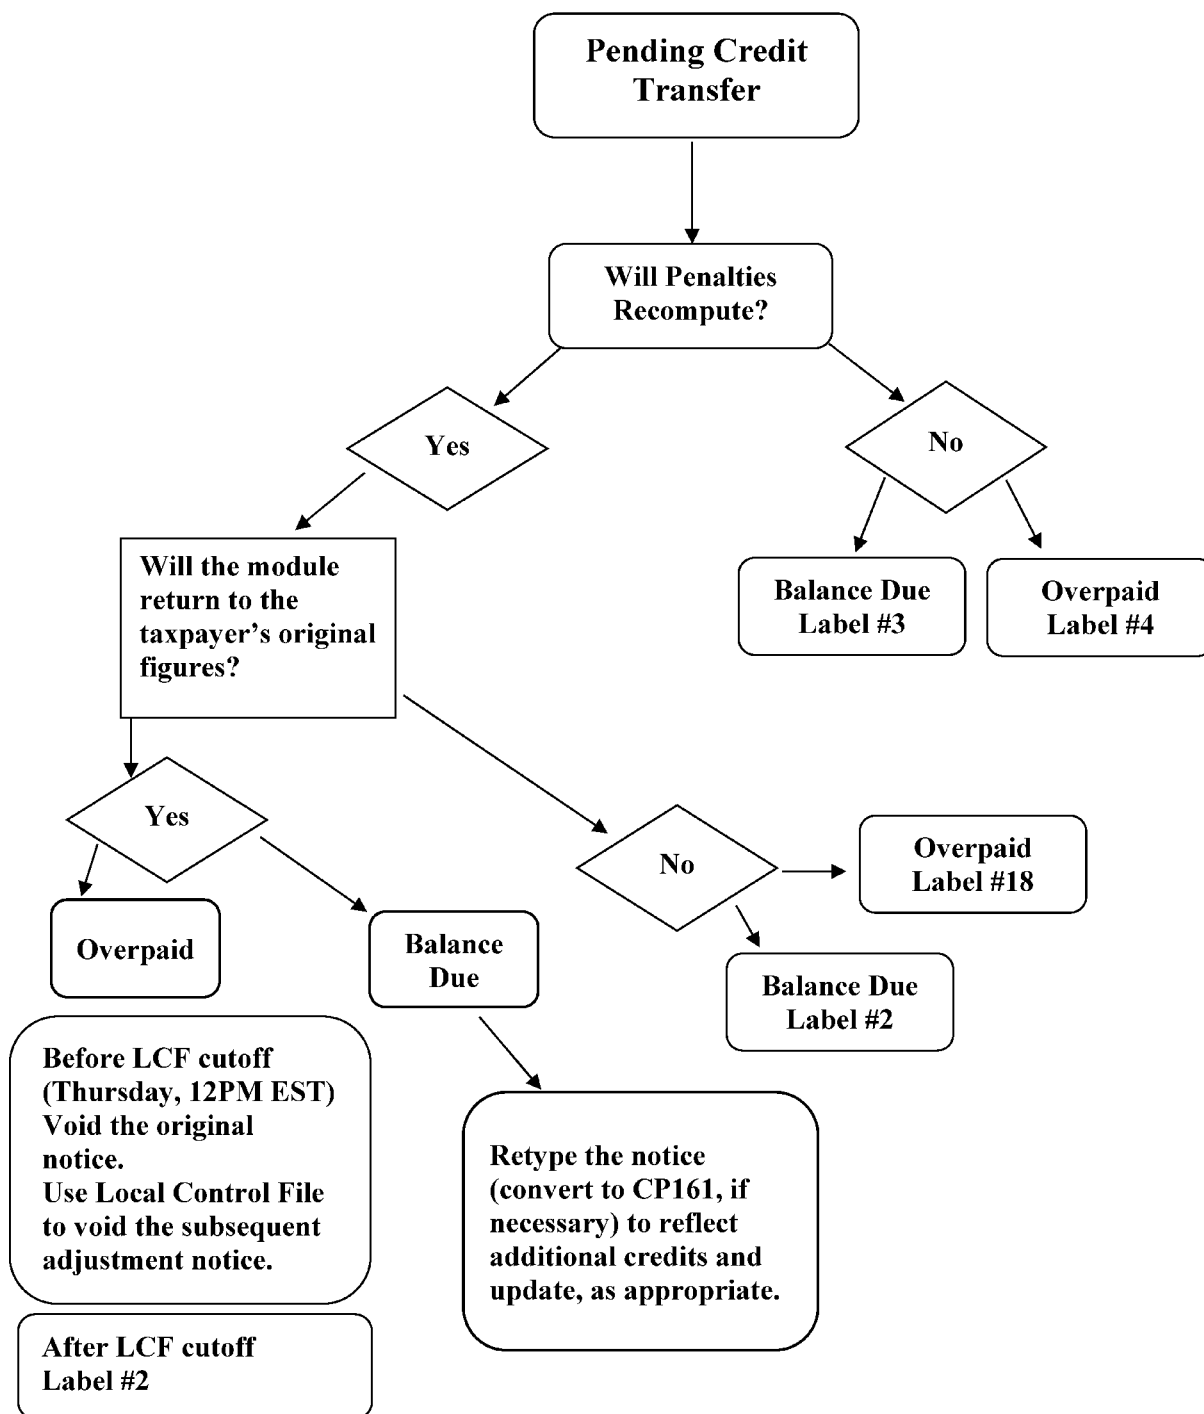 Pending Credit
Transfer
Will Penalties
Recompute?
Yes
No
Will the module
return to the
taxpayer’s original
figures?
Balance Due
Label #3
Overpaid
Label #4
Yes
No
Overpaid
Label #18
Overpaid
Balance
Due
Balance Due
Label #2
Before LCF cutoff
(Thursday, 12PM EST)
Void the original
notice.
Use Local Control File
to void the subsequent
adjustment notice.
Retype the notice
(convert to CP161, if
necessary) to reflect
additional credits and
update, as appropriate.
After LCF cutoff
Label #2